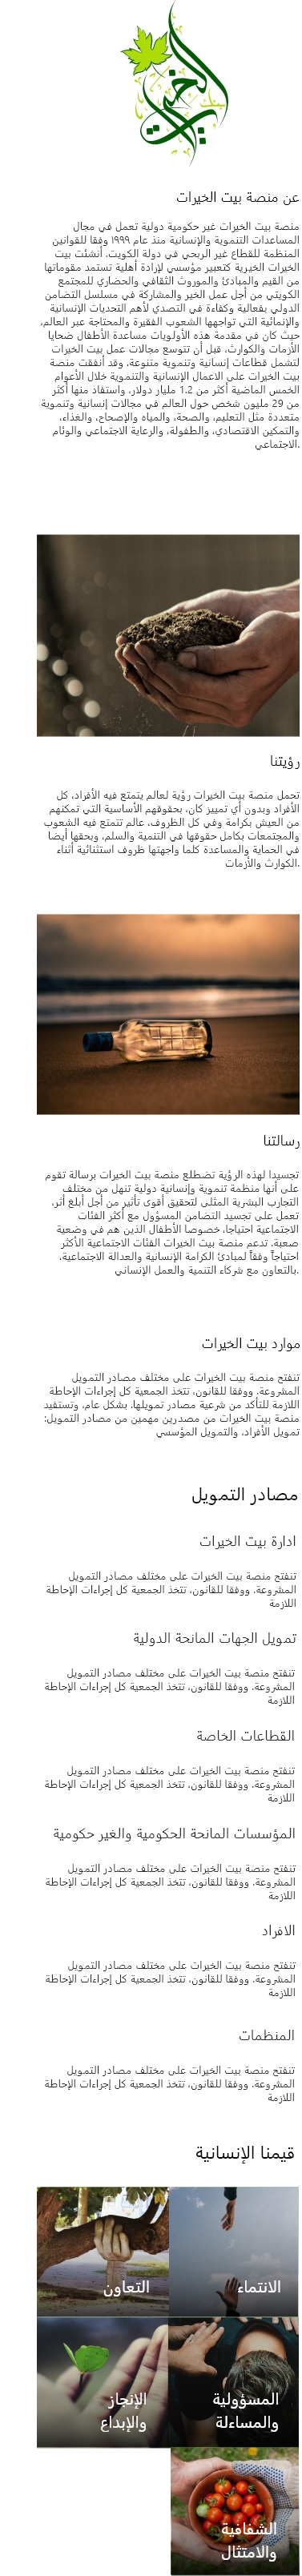 عن منصة بيت الخيرات
منصة بيت الخيرات غير حكومية دولية تعمل في مجال
المساعدات التنموية والإنسانية منذ عام ١٩٩٩ وفقا للقوانين
المنظمة للقطاع غير الربحي في دولة الكويت. أنشئت بيت
الخيرات الخيرية كتعبير مؤسسي لإرادة أهلية تستمد مقوماتها
من القيم والمبادئ والموروث الثقافي والحضاري للمجتمع
الكويتي من أجل عمل الخير والمشاركة في مسلسل التضامن
الدولي بفعالية وكفاءة في التصدي لأهم التحديات الإنسانية
والإنمائية التي تواجهها الشعوب الفقيرة والمحتاجة عبر العالم،
حيث كان في مقدمة هذه الأولويات مساعدة الأطفال ضحايا
الأزمات والكوارث، قبل أن تتوسع مجالات عمل بيت الخيرات
لتشمل قطاعات إنسانية وتنموية متنوعة. وقد أنفقت منصة
بيت الخيرات على الاعمال الإنسانية والتنموية خلال الأعوام
الخمس الماضية أكثر من 1.2 مليار دولار، واستفاد منها أكثر
من 29 مليون شخص حول العالم في مجالات إنسانية وتنموية
متعددة مثل التعليم، والصحة، والمياه والإصحاح، والغذاء،
والتمكين الاقتصادي، والطفولة، والرعاية الاجتماعي والوئام
الاجتماعي.
رؤيتنا
تحمل منصة بيت الخيرات رؤية لعالم يتمتع فيه الأفراد، كل
الأفراد وبدون أي تمييز كان، بحقوقهم الأساسية التي تمكنهم
من العيش بكرامة وفي كل الظروف، عالم تتمتع فيه الشعوب
والمجتمعات بكامل حقوقها في التنمية والسلم، وبحقها أيضا
في الحماية والمساعدة كلما واجهتها ظروف استثنائية أثناء
الكوارث والأزمات.
رسالتنا
تجسيدا لهذه الرؤية تضطلع منصة بيت الخيرات برسالة تقوم
على أنها منظمة تنموية وإنسانية دولية تنهل من مختلف
التجارب البشرية المثلى لتحقيق أقوى تأثير من أجل أبلغ أثر،
تعمل على تجسيد التضامن المسؤول مع أكثر الفئات
الاجتماعية احتياجا، خصوصا الأطفال الذين هم في وضعية
صعبة. تدعم منصة بيت الخيرات الفئات الاجتماعية الأكثر
احتياجاً وفقاً لمبادئ الكرامة الإنسانية والعدالة الاجتماعية،
بالتعاون مع شركاء التنمية والعمل الإنساني.
موارد بيت الخيرات
تنفتح منصة بيت الخيرات على مختلف مصادر التمويل
المشروعة. ووفقا للقانون، تتخذ الجمعية كل إجراءات الإحاطة
اللازمة للتأكد من شرعية مصادر تمويلها. بشكل عام، وتستفيد
منصة بيت الخيرات من مصدرين مهمين من مصادر التمويل:
تمويل الأفراد، والتمويل المؤسسي
مصادر التمويل
ادارة بيت الخيرات
تنفتح منصة بيت الخيرات على مختلف مصادر التمويل
المشروعة. ووفقا للقانون، تتخذ الجمعية كل إجراءات الإحاطة
اللازمة
تمويل الجهات المانحة الدولية
تنفتح منصة بيت الخيرات على مختلف مصادر التمويل
المشروعة. ووفقا للقانون، تتخذ الجمعية كل إجراءات الإحاطة
اللازمة
القطاعات الخاصة
تنفتح منصة بيت الخيرات على مختلف مصادر التمويل
المشروعة. ووفقا للقانون، تتخذ الجمعية كل إجراءات الإحاطة
اللازمة
المؤسسات المانحة الحكومية والغير حكومية
تنفتح منصة بيت الخيرات على مختلف مصادر التمويل
المشروعة. ووفقا للقانون، تتخذ الجمعية كل إجراءات الإحاطة
اللازمة
الافراد
تنفتح منصة بيت الخيرات على مختلف مصادر التمويل
المشروعة. ووفقا للقانون، تتخذ الجمعية كل إجراءات الإحاطة
اللازمة
المنظمات
تنفتح منصة بيت الخيرات على مختلف مصادر التمويل
المشروعة. ووفقا للقانون، تتخذ الجمعية كل إجراءات الإحاطة
اللازمة
قيمنا الإنسانية
الانتماء
التعاون
المسؤولية
والمساءلة
الإنجاز
والإبداع
الشفافية
والامتثال